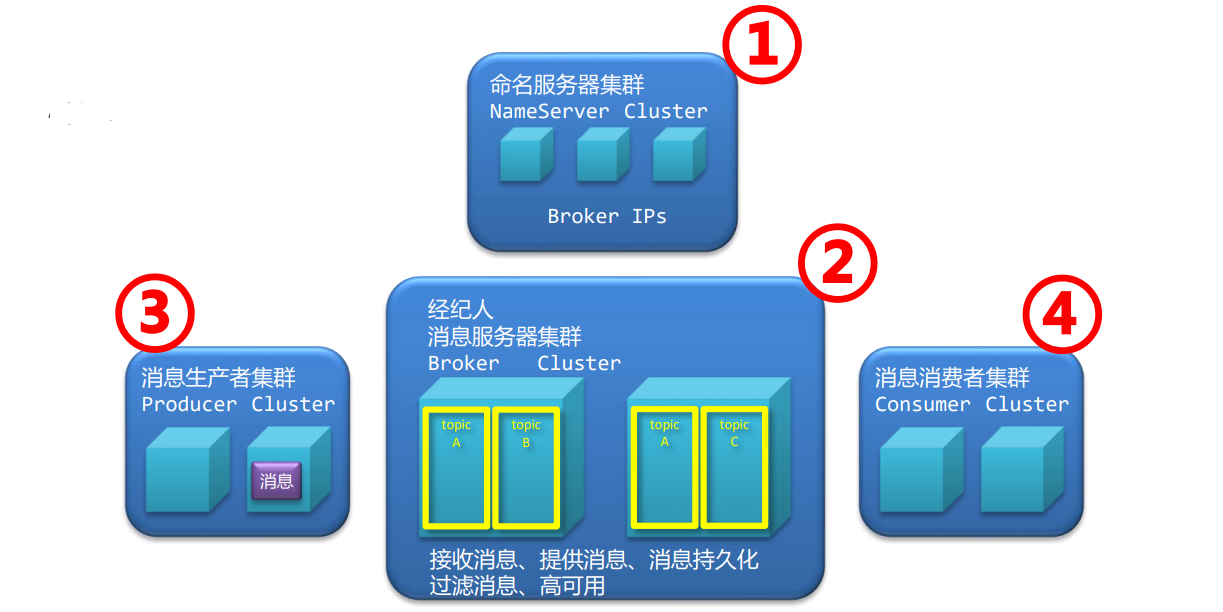 ①
命名服务器集群
NameServer Cluster
Broker IPs
②
经纪人
消息服务器集群
Broker Cluster
topic
A
topic
B
topic
A
topic
C
接收消息、提供消息、消息持久化
过滤消息、高可用
③
消息生产者集群
Producer Cluster
消息
④
消息消费者集群
Consumer Cluster